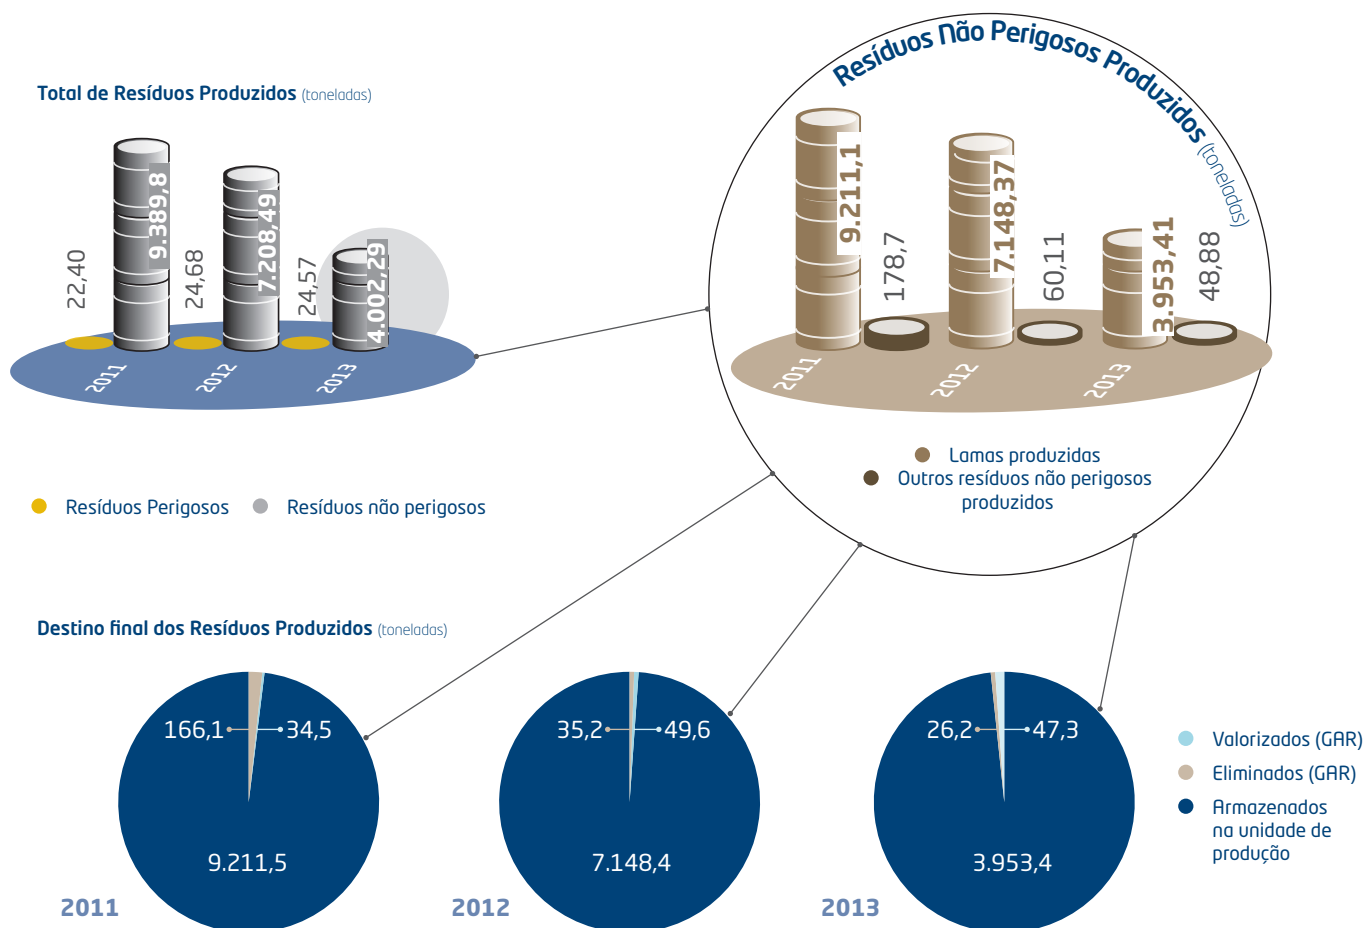 Total de Resíduos Produzidos (toneladas)
22,40
9.389,8
24,68
7.208,49
24,57
4.002,29
2011
2012
2013
Resíduos Perigosos
Resíduos não perigosos
Resíduos Não Perigosos Produzidos (toneladas)
9.211,1
178,7
7.148,37
60,11
3.953,41
48,88
2011
2012
2013
Lamas produzidas
Outros resíduos não perigosos
produzidos
Destino final dos Resíduos Produzidos (toneladas)
166,1
34,5
9.211,5
2011
35,2
49,6
7.148,4
2012
26,2
47,3
3.953,4
2013
Valorizados (GAR)
Eliminados (GAR)
Armazenados
na unidade de
produção